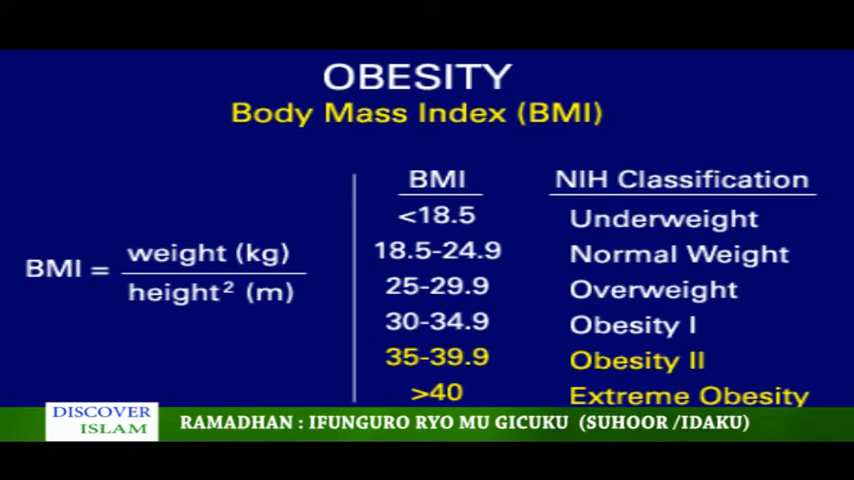 OBESITY
Body Mass Index (BMI)
BMI = weight (kg)
height² (m)
BMI NIH Classification
<18.5 Underweight
18.5-24.9 Normal Weight
25-29.9 Overweight
30-34.9 Obesity I
35-39.9 Obesity II
>40 Extreme Obesity
DISCOVER
ISLAM
RAMADHAN : IFUNGURO RYO MU GICUKU (SUHOOR /IDAKU)